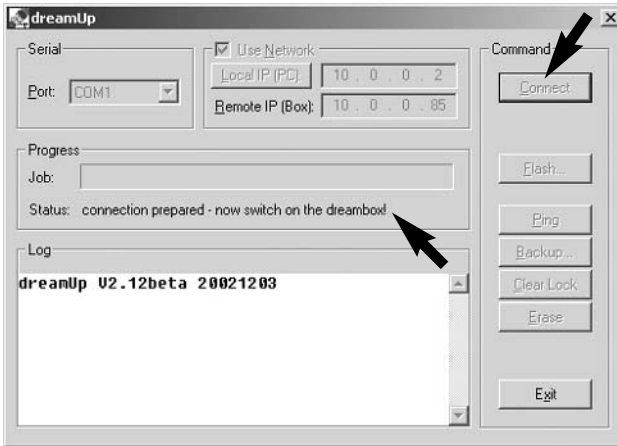 dreamUp
Serial
Port: COM1
Use Network
Local IP (PC): 10 . 0 . 0 . 2
Remote IP (Box): 10 . 0 . 0 . 85
Command
Connect
Flash...
Ping
Backup...
Clear Lock
Erase
Exit
Progress
Job:
Status: connection prepared - now switch on the dreambox!
Log
dreamUp V2.12beta 20021203